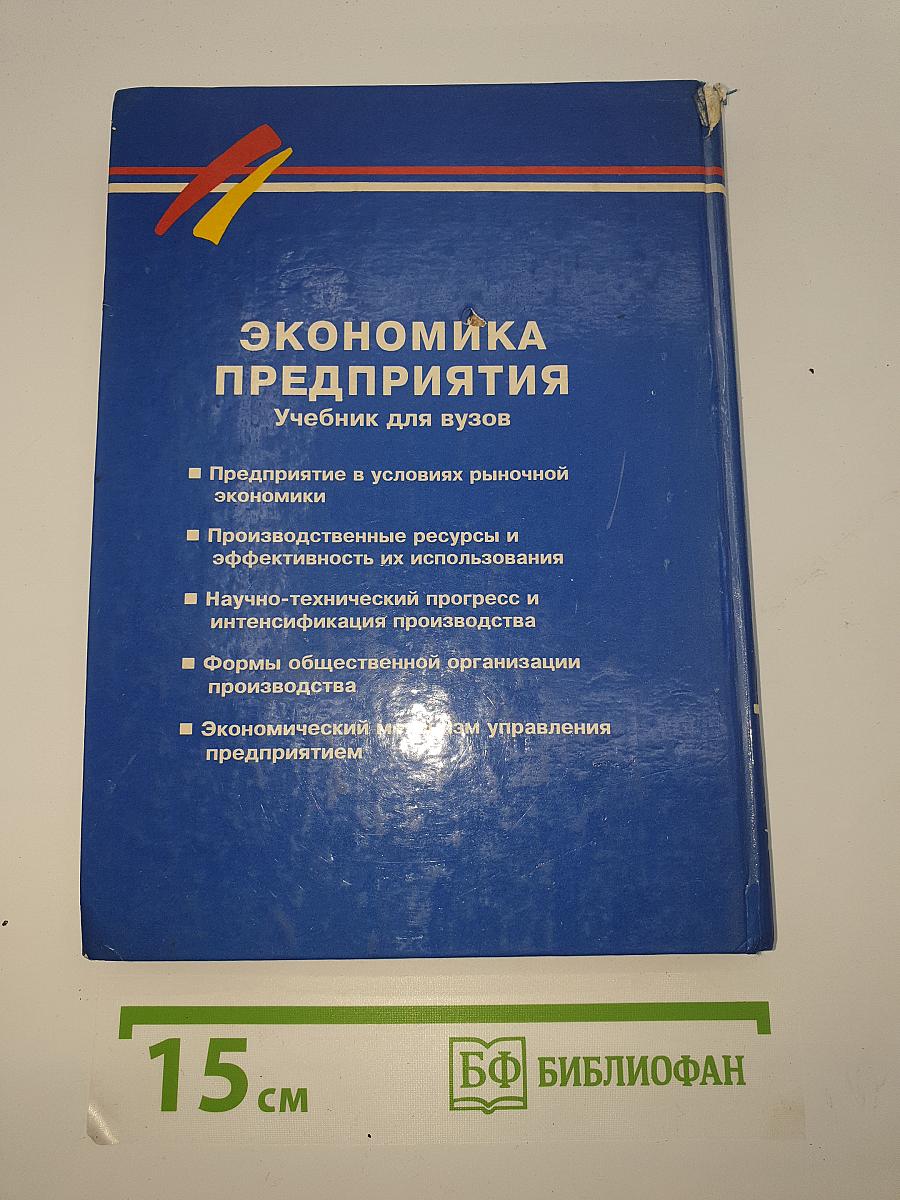 ЭКОНОМИКА
ПРЕДПРИЯТИЯ
Учебник для вузов
■ Предприятие в условиях рыночной
экономики
■ Производственные ресурсы и
эффективность их использования
■ Научно-технический прогресс и
интенсификация производства
■ Формы общественной организации
производства
■ Экономический механизм управления
предприятием
15 см
БФ БИБЛИОФАН